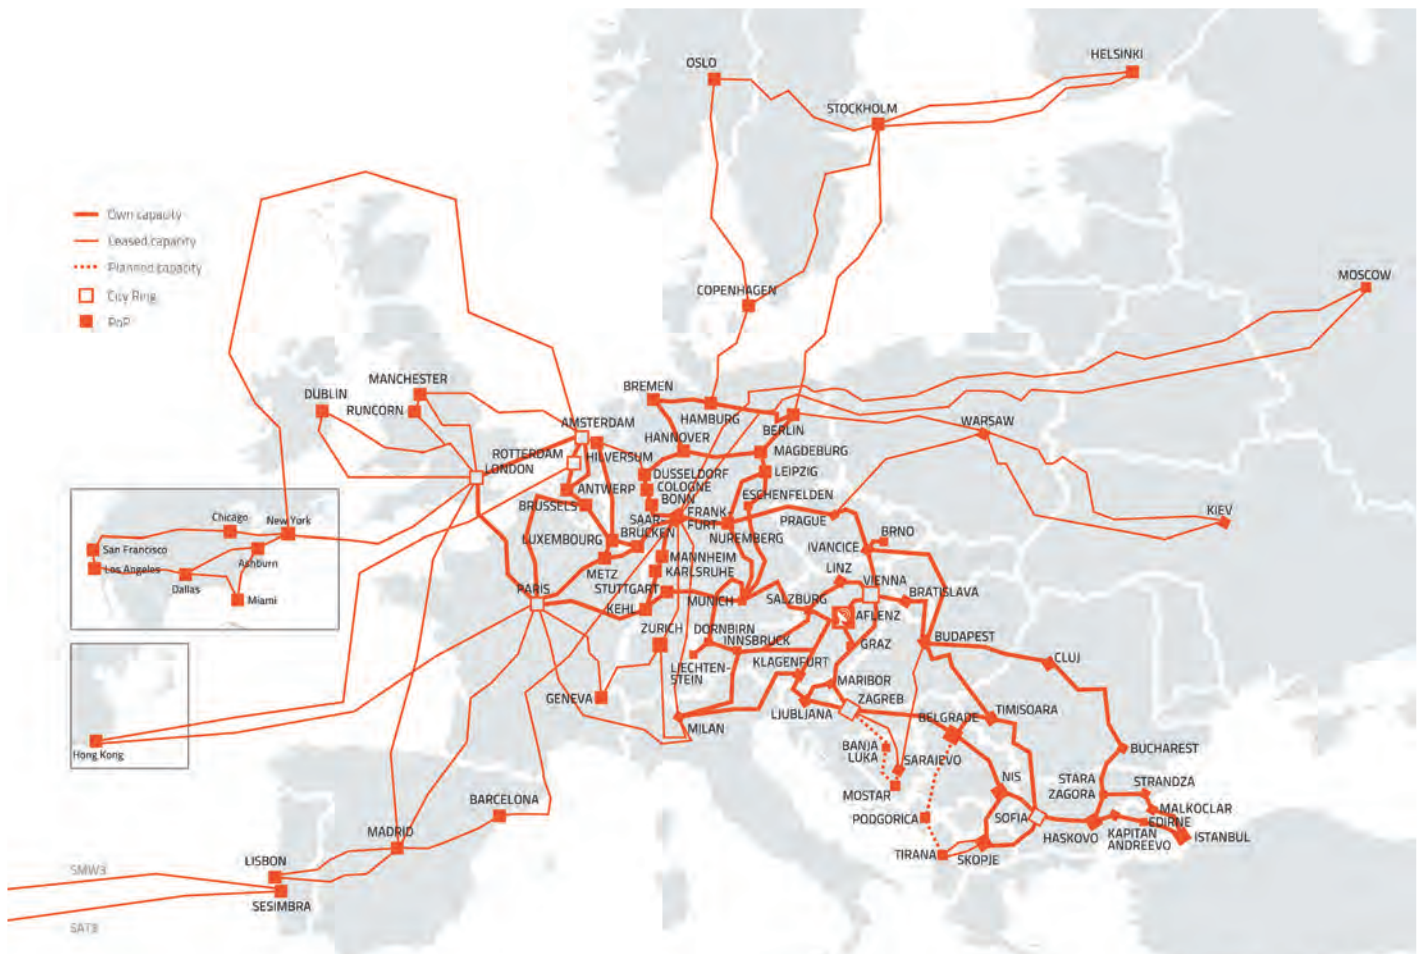 OSLO
HELSINKI
STOCKHOLM
Own capacity
Leased capacity
Planned capacity
City Ring
PoP
COPENHAGEN
MOSCOW
MANCHESTER
DUBLIN
RUNCORN
BREMEN
AMSTERDAM
HAMBURG
BERLIN
WARSAW
ROTTERDAM
HILVERSUM
HANNOVER
MAGDEBURG
LONDON
DUSSELDORF
LEIPZIG
COLOGNE
ANTWERP
BONN
ESCHENFELDEN
BRUSSELS
KIEV
Chicago
New York
SAAR-
BRÜCKEN
FRANK-
FURT
PRAGUE
BRNO
LUXEMBOURG
NUREMBERG
IVANCICE
San Francisco
Ashburn
Los Angeles
Dallas
Miami
METZ
MANNHEIM
KARLSRUHE
LINZ
VIENNA
PARIS
STUTTGART
MUNICH
SALZBURG
BRATISLAVA
KEHL
AFLENZ
ZURICH
DORNBIRN
INNSBRUCK
BUDAPEST
GRAZ
LIECHTEN-
STEIN
KLAGENFURT
CLUJ
MARIBOR
GENEVA
ZAGREB
LJUBLJANA
TIMISOARA
MILAN
BELGRADE
Hong Kong
BANJA
LUKA
SARAJEVO
BUCHAREST
NIS
STARA
ZAGORA
STRANDZA
MOSTAR
BARCELONA
MALKOCLAR
PODGORICA
SOFIA
EDIRNE
MADRID
HASKOVO
KAPITAN
ANDREEVO
ISTANBUL
TIRANA
SKOPJE
LISBON
SMW3
SESIMBRA
SAT3